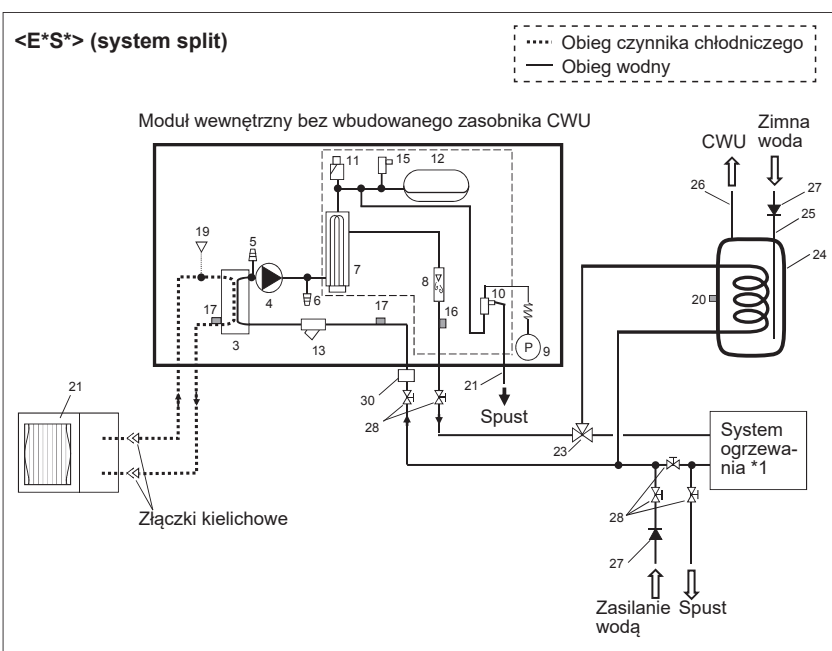 <E*S*> (system split)
Obieg czynnika chłodniczego
Obieg wodny
Moduł wewnętrzny bez wbudowanego zasobnika CWU
CWU
Zimna
woda
11
15
12
26
27
25
19
5
24
4
7
6
8
17
3
13
17
16
10
P
9
20
21
30
28
21
Spust
23
System
ogrzewa-
nia *1
Złączki kielichowe
28
27
Zasilanie
wodą
Spust